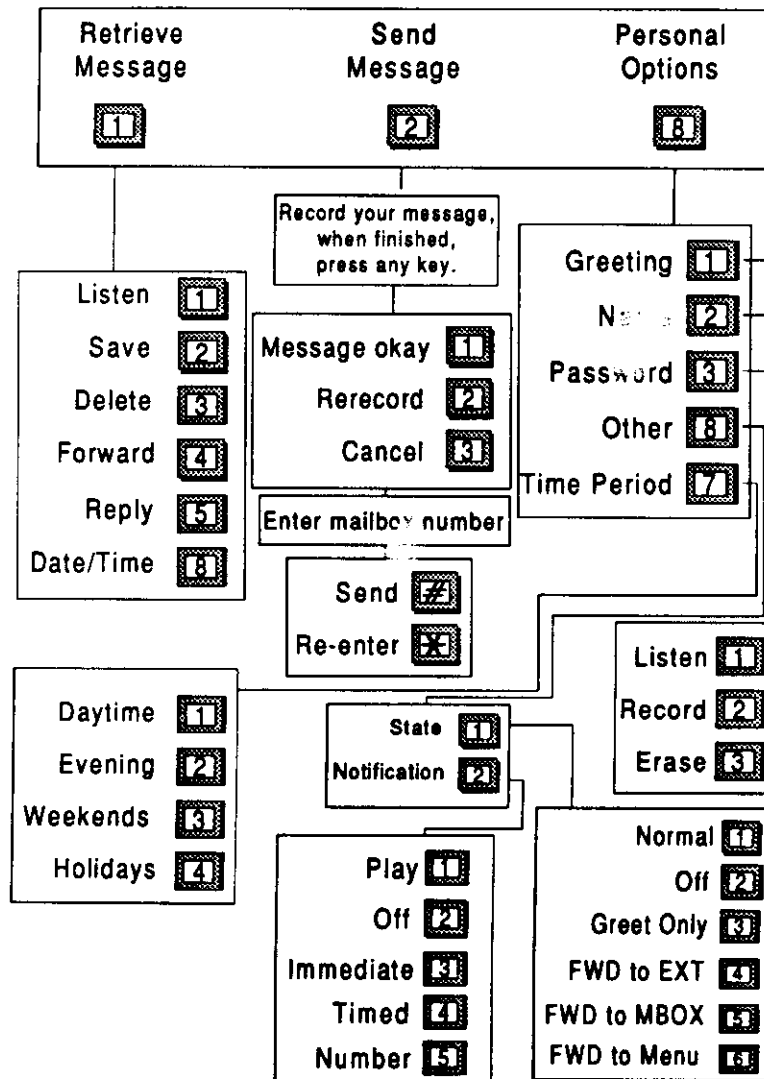 Retrieve Message
1
Send Message
2
Personal Options
8
Record your message,
when finished,
press any key.
Listen 1
Save 2
Delete 3
Forward 4
Reply 5
Date/Time 8
Message okay 1
Rerecord 2
Cancel 3
Enter mailbox number
Send #
Re-enter *
Greeting 1
2
Password 3
Other 8
Time Period 7
Daytime 1
Evening 2
Weekends 3
Holidays 4
State 1
Notification 2
Listen 1
Record 2
Erase 3
Play 1
Off 2
Immediate 3
Timed 4
Number 5
Normal 1
Off 2
Greet Only 3
FWD to EXT 4
FWD to MBOX 5
FWD to Menu 6